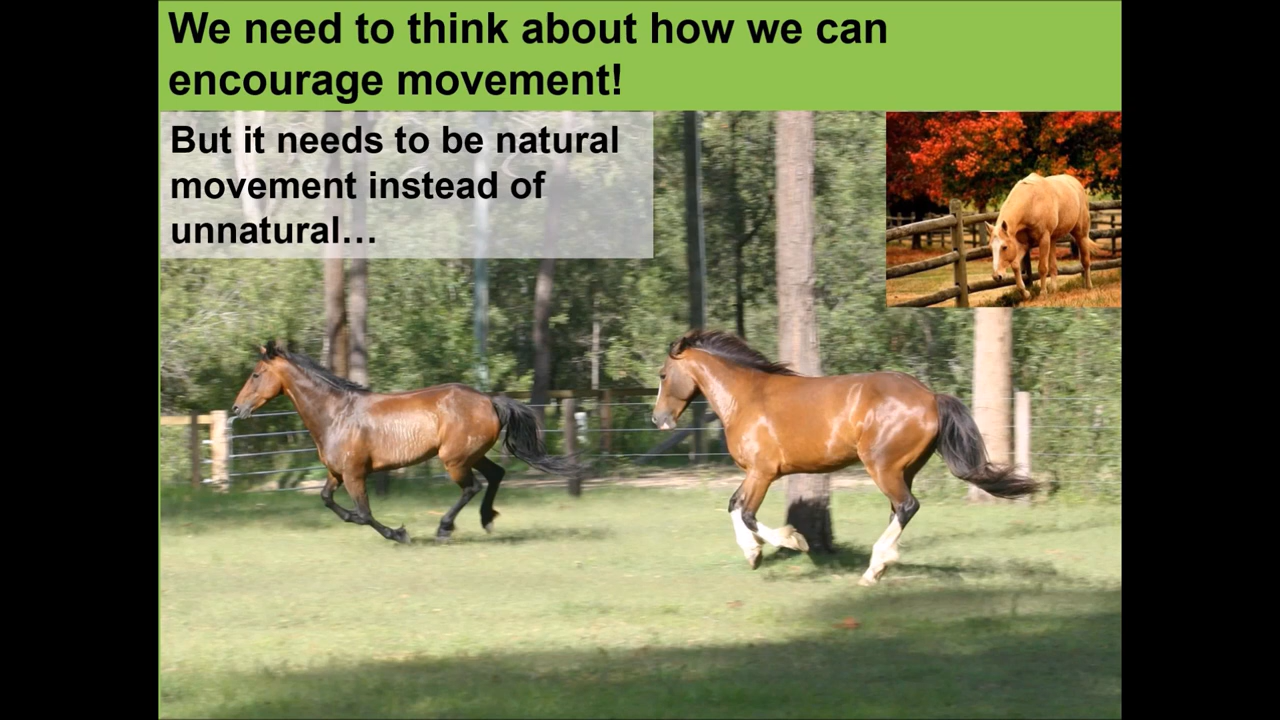 We need to think about how we can
encourage movement!
But it needs to be natural
movement instead of
unnatural…